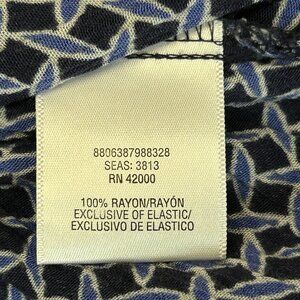 8806387988328
SEAS: 3813
RN 42000
100% RAYON/RAYÓN
EXCLUSIVE OF ELASTIC/
EXCLUSIVO DE ELASTICO